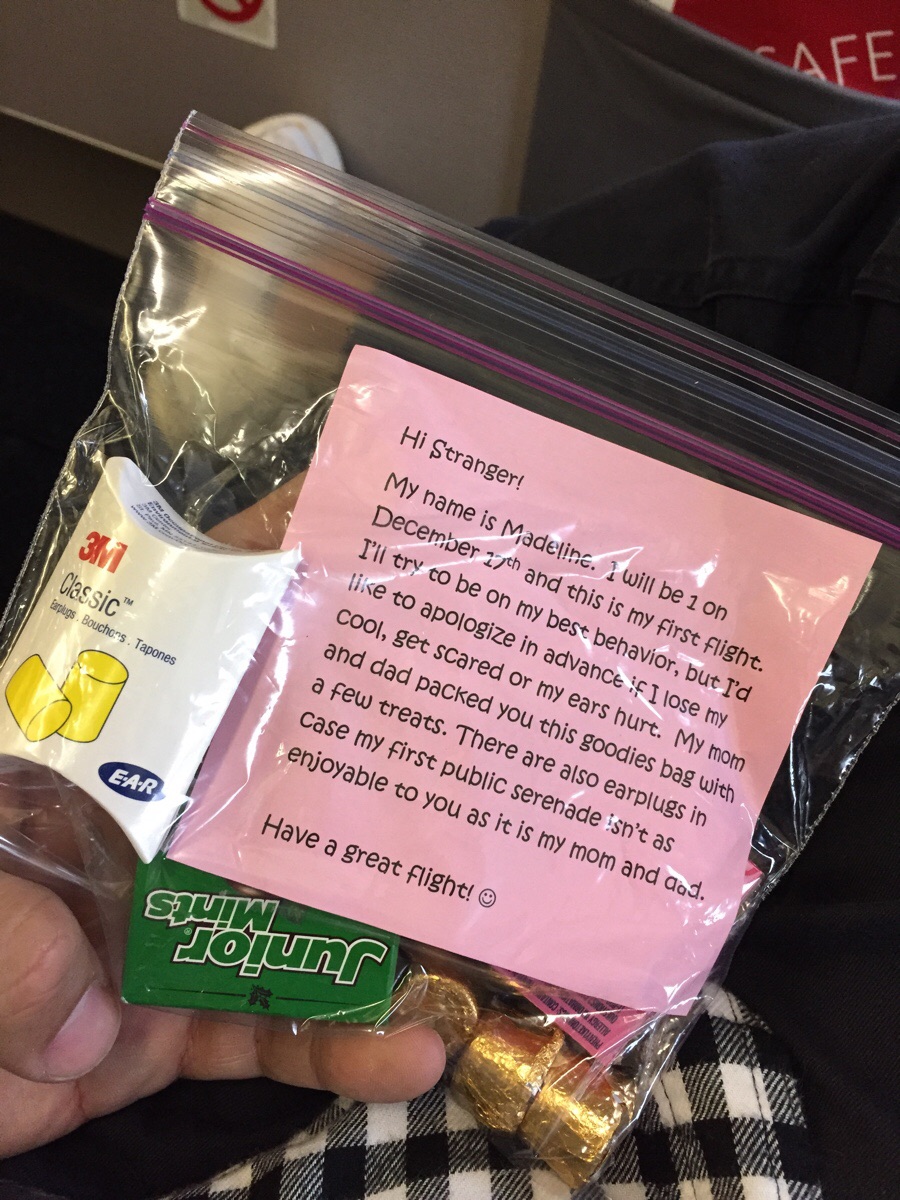 SAFE
Hi Stranger!
My name is Madeline. I will be 1 on
December 17th and this is my first flight.
I'll try to be on my best behavior, but I'd
like to apologize in advance if I lose my
cool, get scared or my ears hurt. My mom
and dad packed you this goodies bag with
a few treats. There are also earplugs in
case my first public serenade isn't as
enjoyable to you as it is my mom and dad.
Have a great flight! ☺
3M
Classic™
Earplugs . Bouchons . Tapones
E·A·R
Junior
Mints®